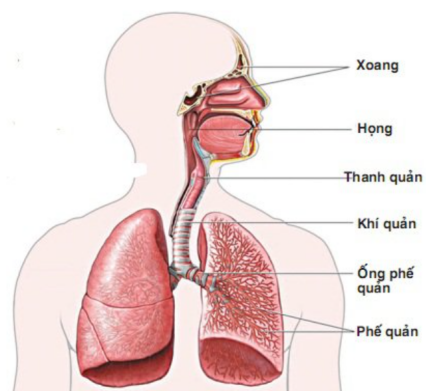 Xoang
Họng
Thanh quản
Khí quản
Ống phế
quản
Phế quản